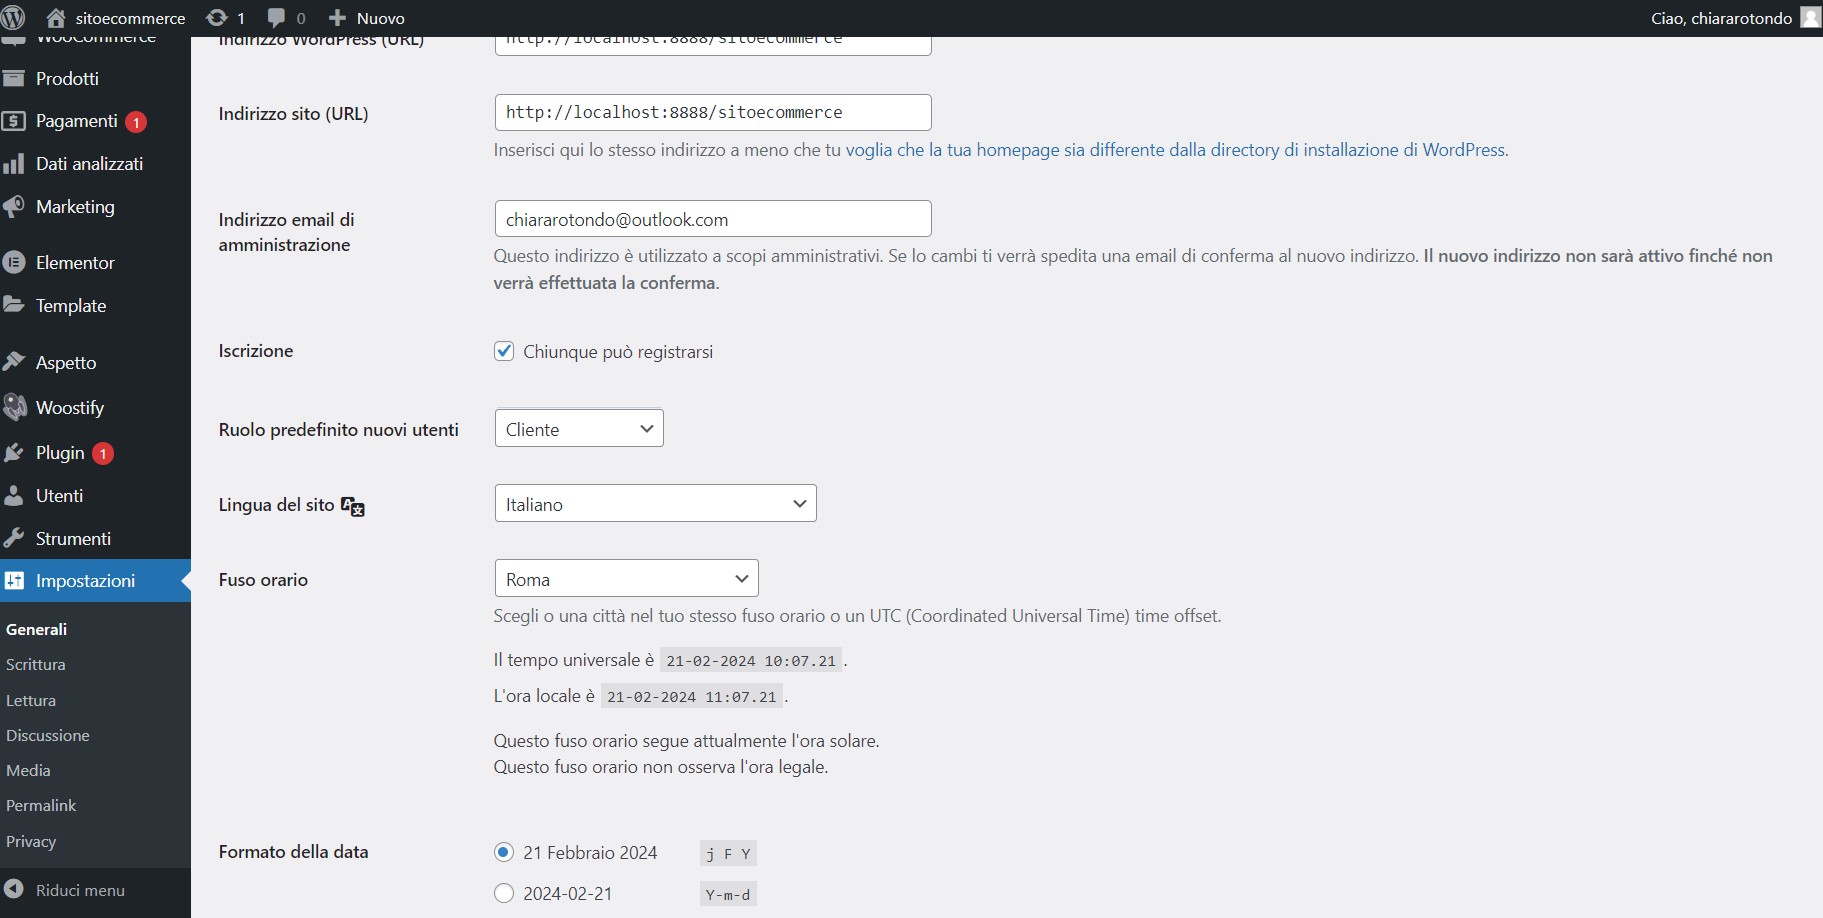 sitoecommerce 1 0 Nuovo Ciao, chiararotondo
WooCommerce
Prodotti
Pagamenti 1
Dati analizzati
Marketing
Elementor
Template
Aspetto
Woostify
Plugin 1
Utenti
Strumenti
Impostazioni
Generali
Scrittura
Lettura
Discussione
Media
Permalink
Privacy
Riduci menu
Indirizzo WordPress (URL) http://localhost:8888/sitoecommerce
Indirizzo sito (URL) http://localhost:8888/sitoecommerce
Inserisci qui lo stesso indirizzo a meno che tu voglia che la tua homepage sia differente dalla directory di installazione di WordPress.
Indirizzo email di
amministrazione
chiararotondo@outlook.com
Questo indirizzo è utilizzato a scopi amministrativi. Se lo cambi ti verrà spedita una email di conferma al nuovo indirizzo. Il nuovo indirizzo non sarà attivo finché non
verrà effettuata la conferma.
Iscrizione Chiunque può registrarsi
Ruolo predefinito nuovi utenti Cliente
Lingua del sito Italiano
Fuso orario Roma
Scegli o una città nel tuo stesso fuso orario o un UTC (Coordinated Universal Time) time offset.
Il tempo universale è 21-02-2024 10:07.21.
L'ora locale è 21-02-2024 11:07.21.
Questo fuso orario segue attualmente l'ora solare.
Questo fuso orario non osserva l'ora legale.
Formato della data 21 Febbraio 2024 j F Y
2024-02-21 Y-m-d